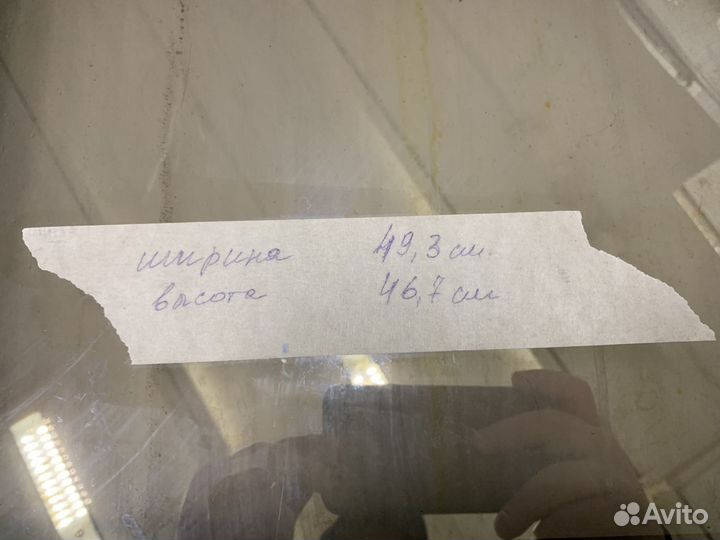 ширина 49,3 см.
высота 46,7 см
Avito